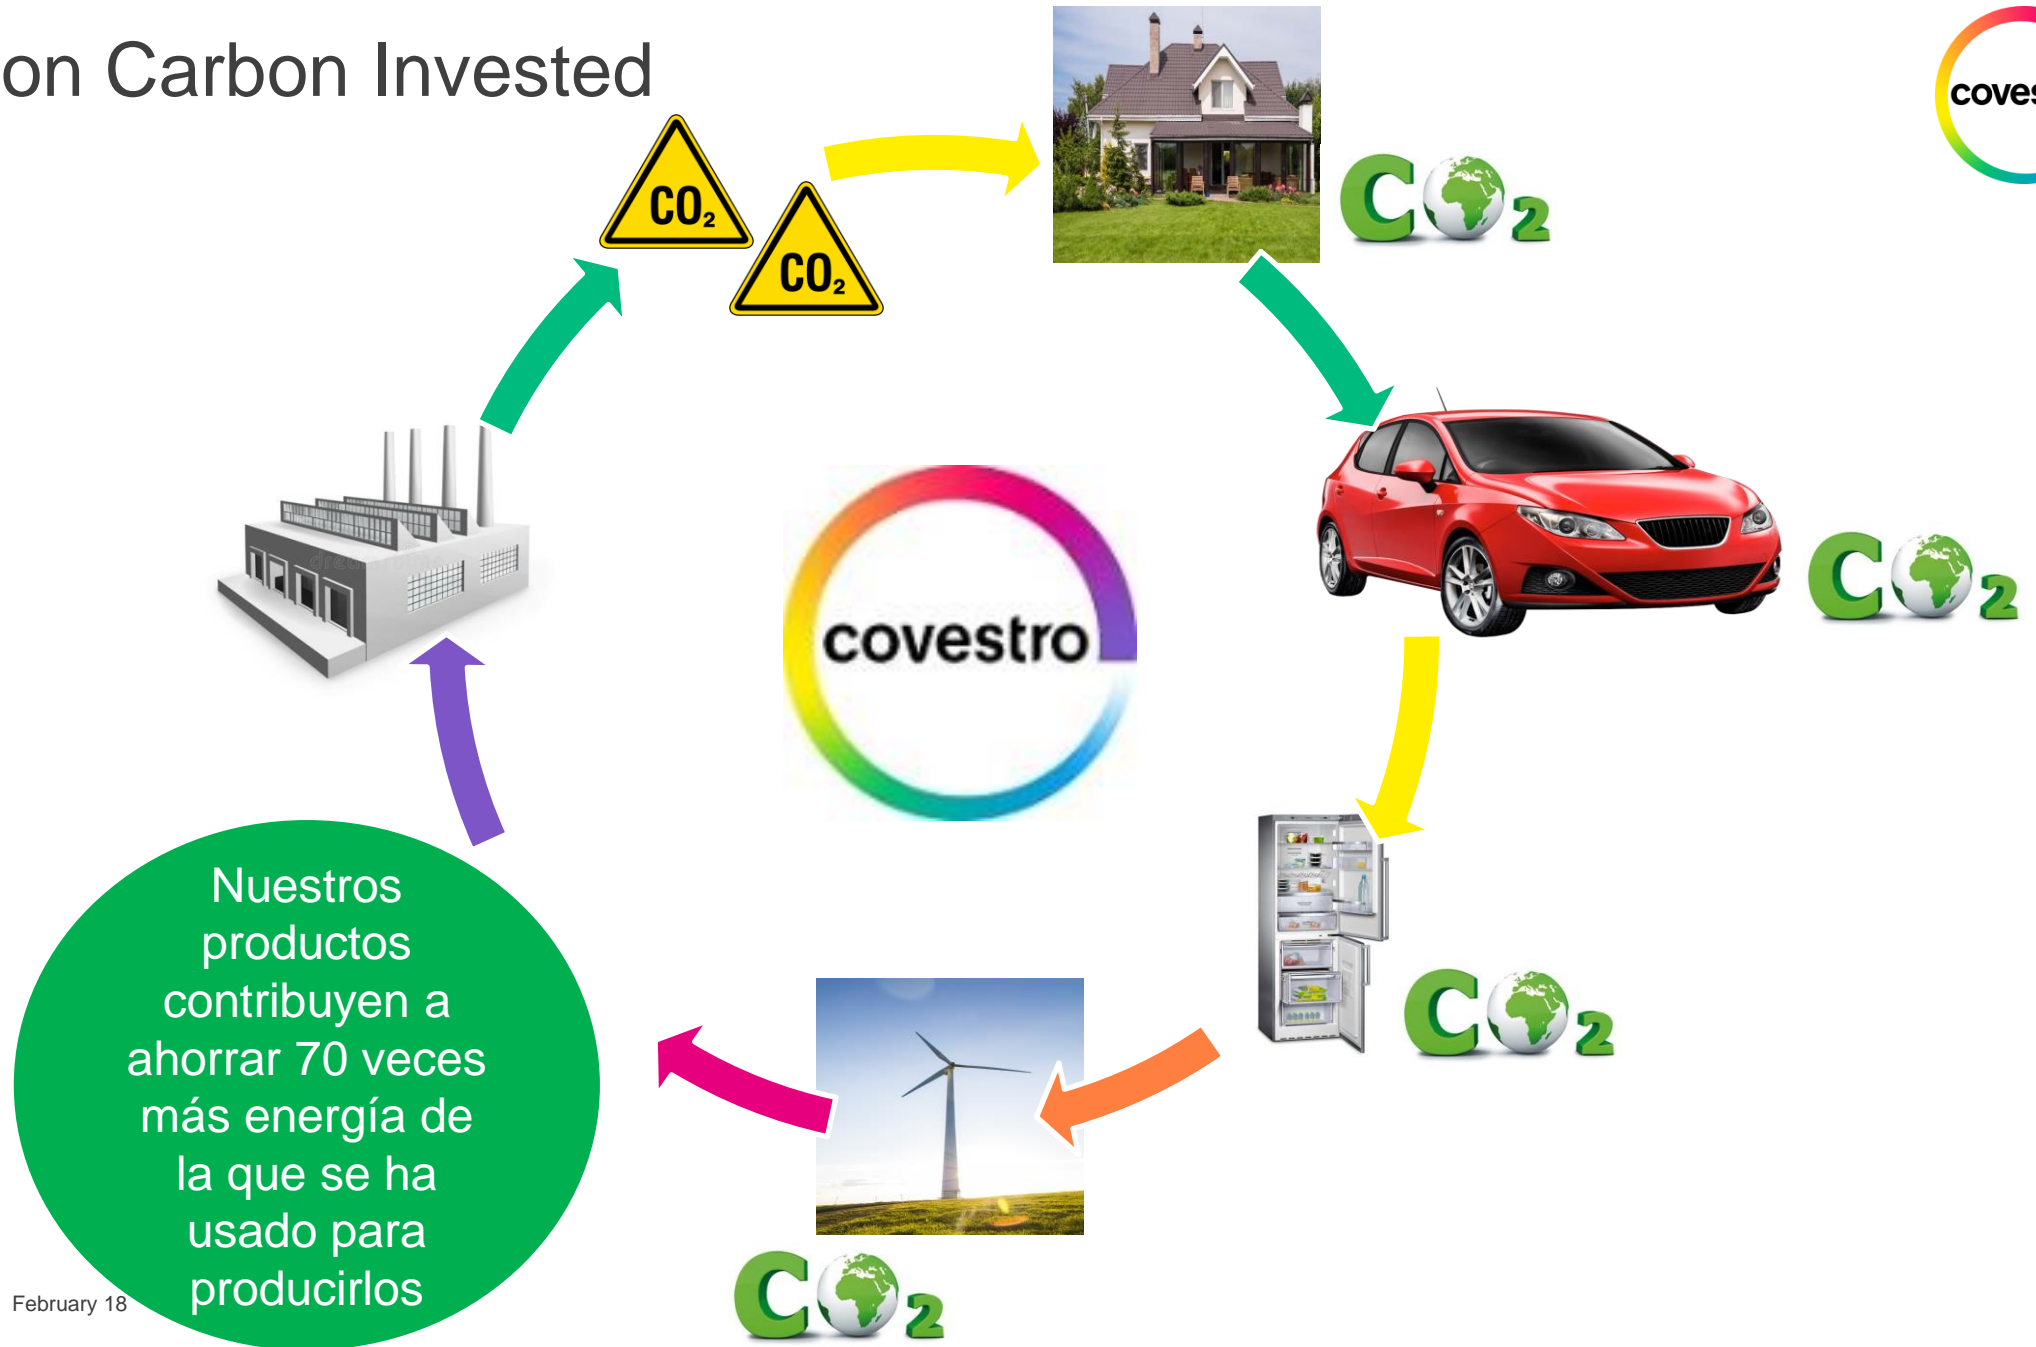 on Carbon Invested
CO₂
CO₂
CO2
CO2
covestro
CO2
Nuestros
productos
contribuyen a
ahorrar 70 veces
más energía de
la que se ha
usado para
producirlos
CO2
February 18